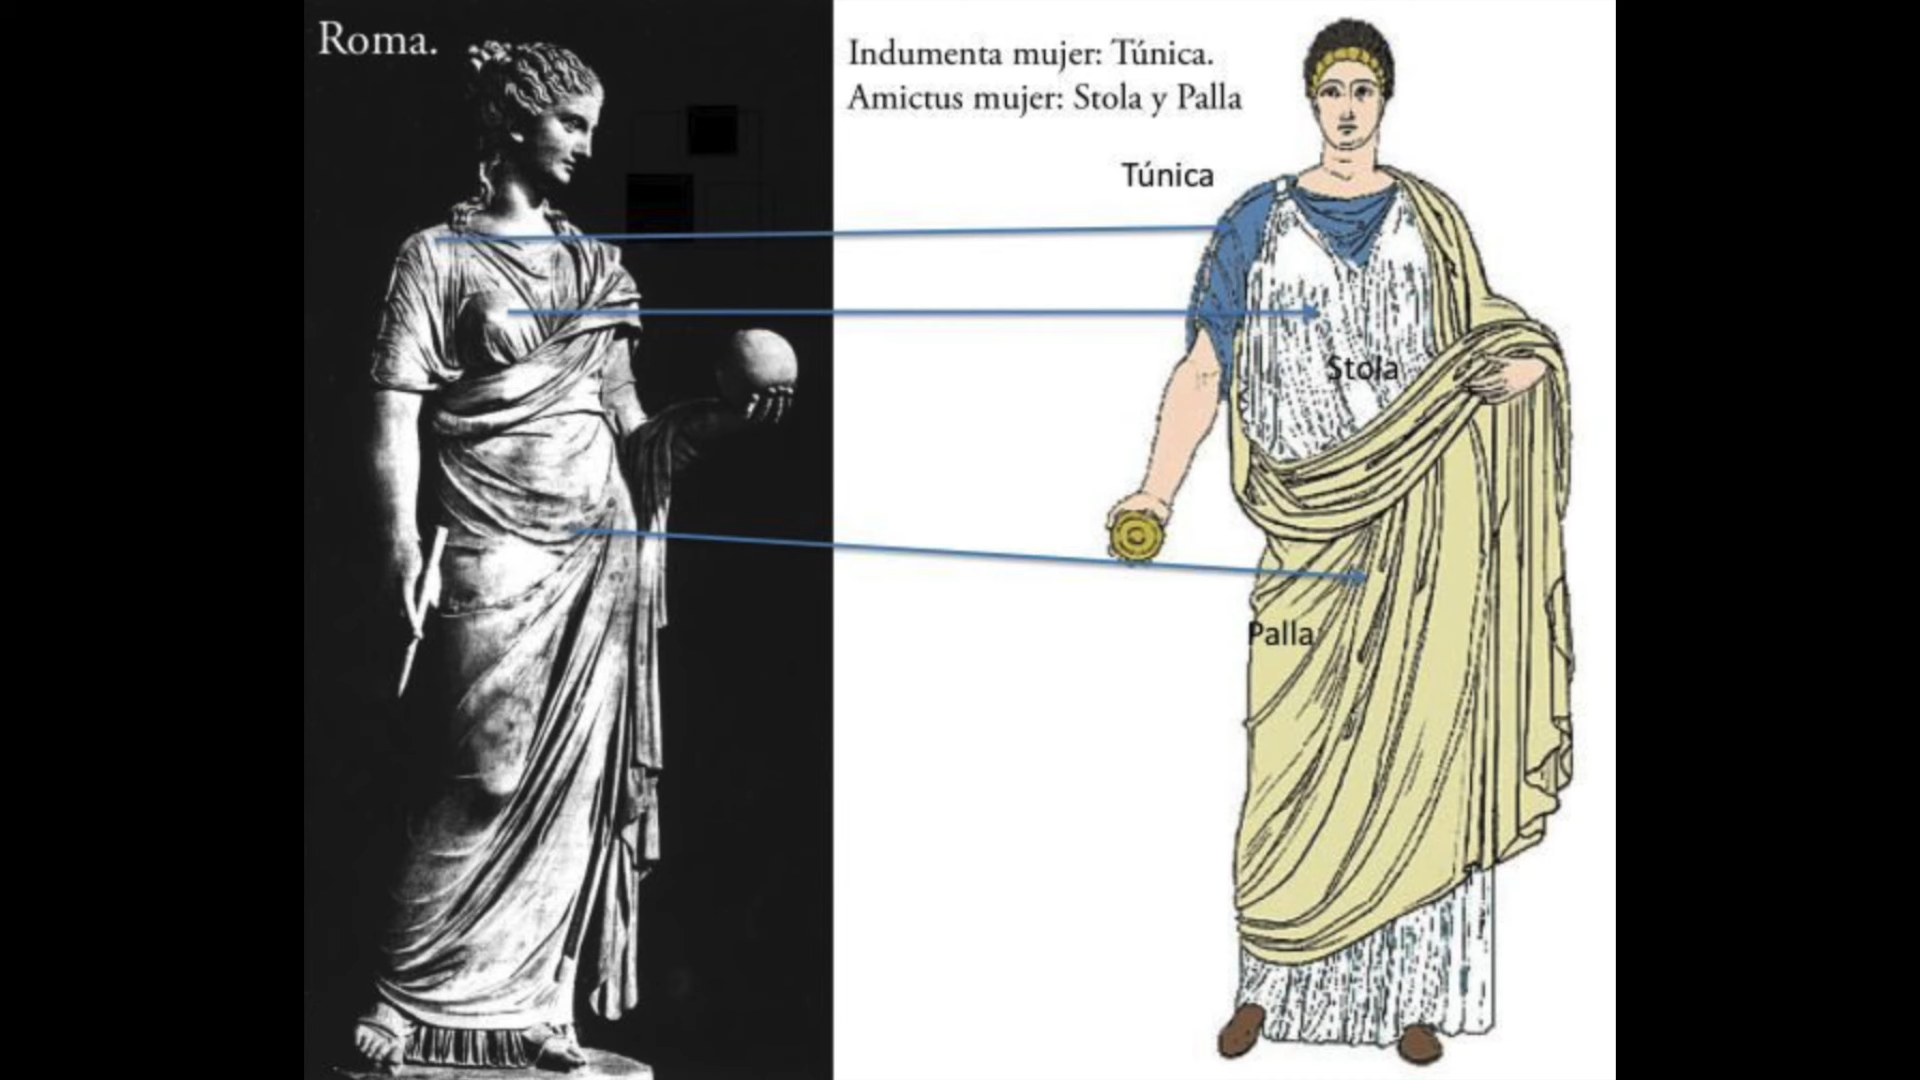 Roma.
Indumenta mujer: Túnica.
Amictus mujer: Stola y Palla
Túnica
Stola
Palla